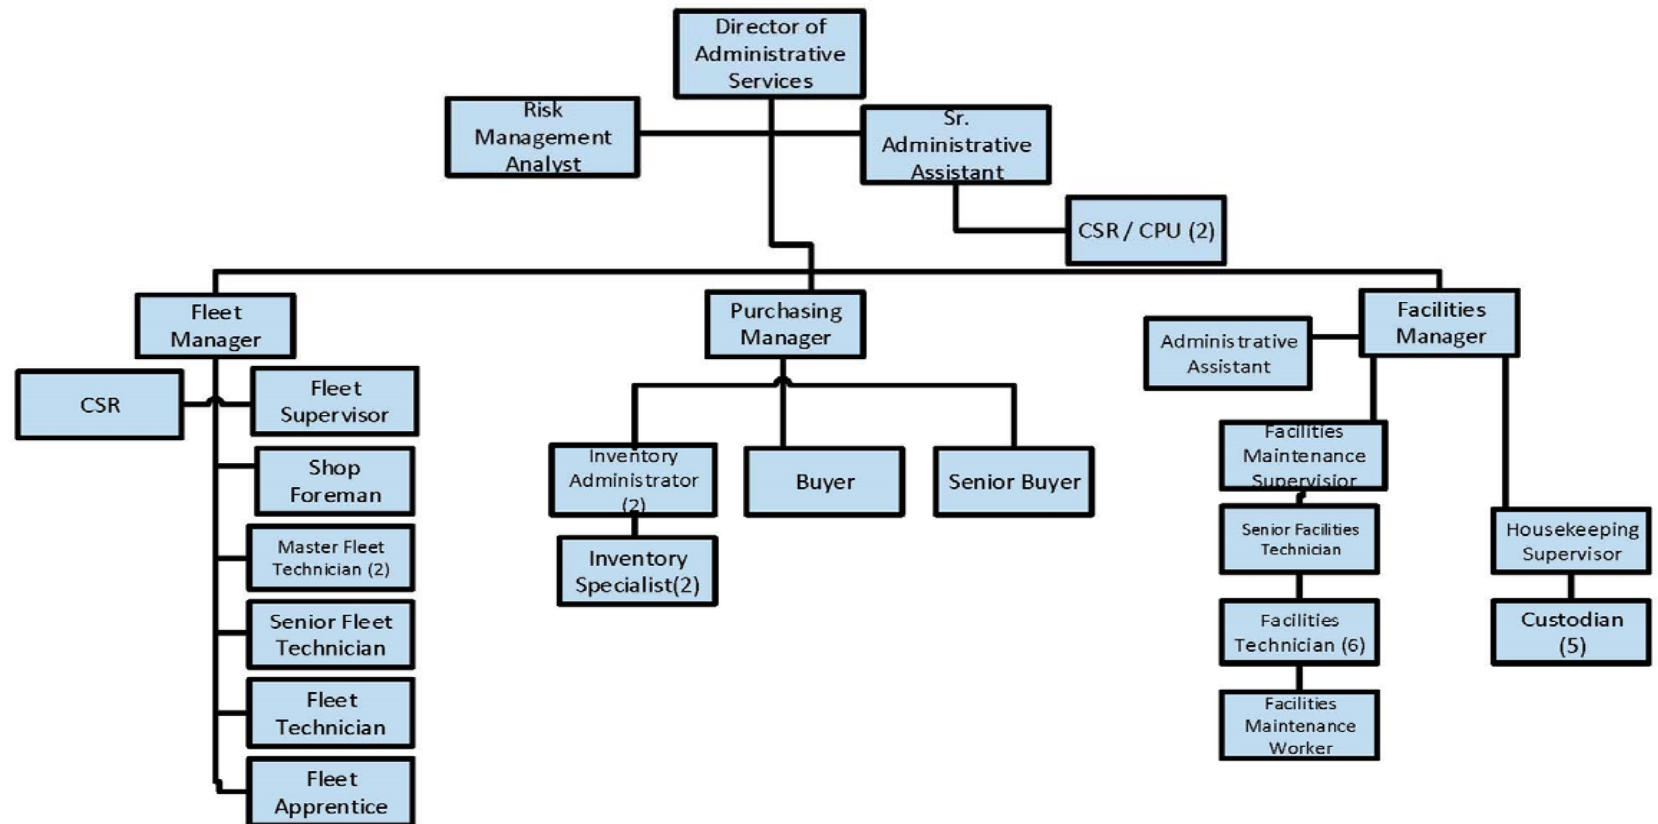 Director of
Administrative
Services
Risk
Management
Analyst
Sr.
Administrative
Assistant
CSR / CPU (2)
Fleet
Manager
Purchasing
Manager
Facilities
Manager
Administrative
Assistant
CSR
Fleet
Supervisor
Shop
Foreman
Master Fleet
Technician (2)
Senior Fleet
Technician
Fleet
Technician
Fleet
Apprentice
Inventory
Administrator
(2)
Buyer
Senior Buyer
Inventory
Specialist(2)
Facilities
Maintenance
Supervisior
Senior Facilities
Technician
Facilities
Technician (6)
Facilities
Maintenance
Worker
Housekeeping
Supervisor
Custodian
(5)